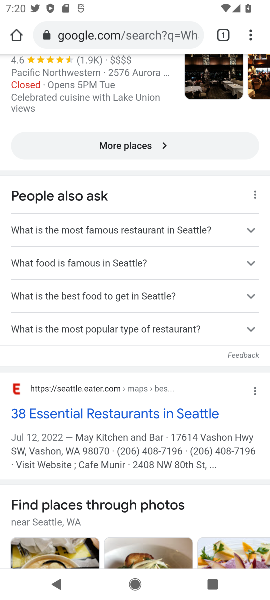 7:20
google.com/search?q=Wh
1
4.6 ★★★★★ (1.9K) · $$$$
Pacific Northwestern · 2576 Aurora ...
Closed · Opens 5PM Tue
Celebrated cuisine with Lake Union
views
More places
People also ask
What is the most famous restaurant in Seattle?
What food is famous in Seattle?
What is the best food to get in Seattle?
What is the most popular type of restaurant?
Feedback
E https://seattle.eater.com › maps › bes...
38 Essential Restaurants in Seattle
Jul 12, 2022 — May Kitchen and Bar · 17614 Vashon Hwy
SW, Vashon, WA 98070 · (206) 408-7196 · (206) 408-7196
· Visit Website ; Cafe Munir · 2408 NW 80th St, ...
Find places through photos
near Seattle, WA